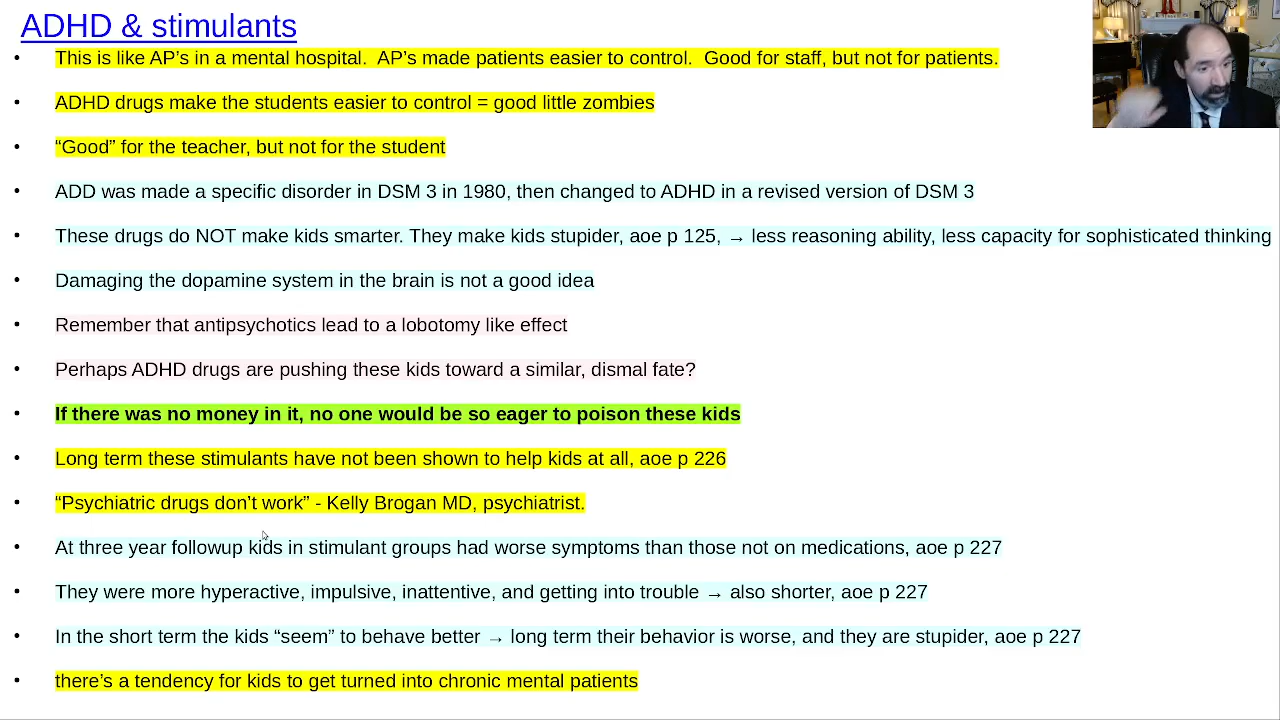 ADHD & stimulants
• This is like AP’s in a mental hospital.  AP’s made patients easier to control.  Good for staff, but not for patients.
• ADHD drugs make the students easier to control = good little zombies
• “Good” for the teacher, but not for the student
• ADD was made a specific disorder in DSM 3 in 1980, then changed to ADHD in a revised version of DSM 3
• These drugs do NOT make kids smarter. They make kids stupider, aoe p 125, → less reasoning ability, less capacity for sophisticated thinking
• Damaging the dopamine system in the brain is not a good idea
• Remember that antipsychotics lead to a lobotomy like effect
• Perhaps ADHD drugs are pushing these kids toward a similar, dismal fate?
• If there was no money in it, no one would be so eager to poison these kids
• Long term these stimulants have not been shown to help kids at all, aoe p 226
• “Psychiatric drugs don’t work” - Kelly Brogan MD, psychiatrist.
• At three year followup kids in stimulant groups had worse symptoms than those not on medications, aoe p 227
• They were more hyperactive, impulsive, inattentive, and getting into trouble → also shorter, aoe p 227
• In the short term the kids “seem” to behave better → long term their behavior is worse, and they are stupider, aoe p 227
• there’s a tendency for kids to get turned into chronic mental patients